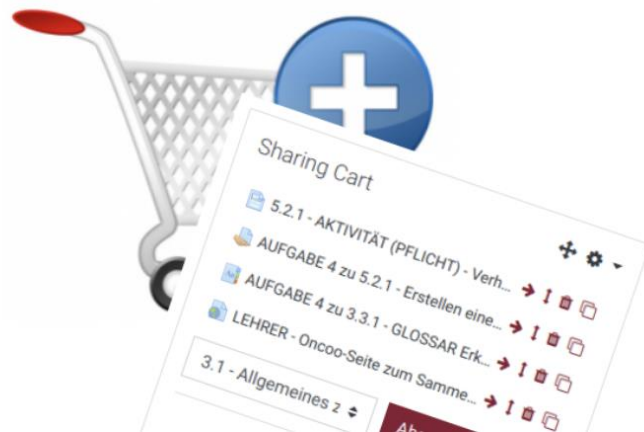 Sharing Cart
5.2.1 - AKTIVITÄT (PFLICHT) - Verh...
AUFGABE 4 zu 5.2.1 - Erstellen eine...
AUFGABE 4 zu 3.3.1 - GLOSSAR Erk...
LEHRER - Oncoo-Seite zum Samme...
3.1 - Allgemeines z